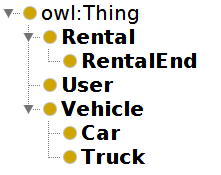 owl:Thing
Rental
RentalEnd
User
Vehicle
Car
Truck